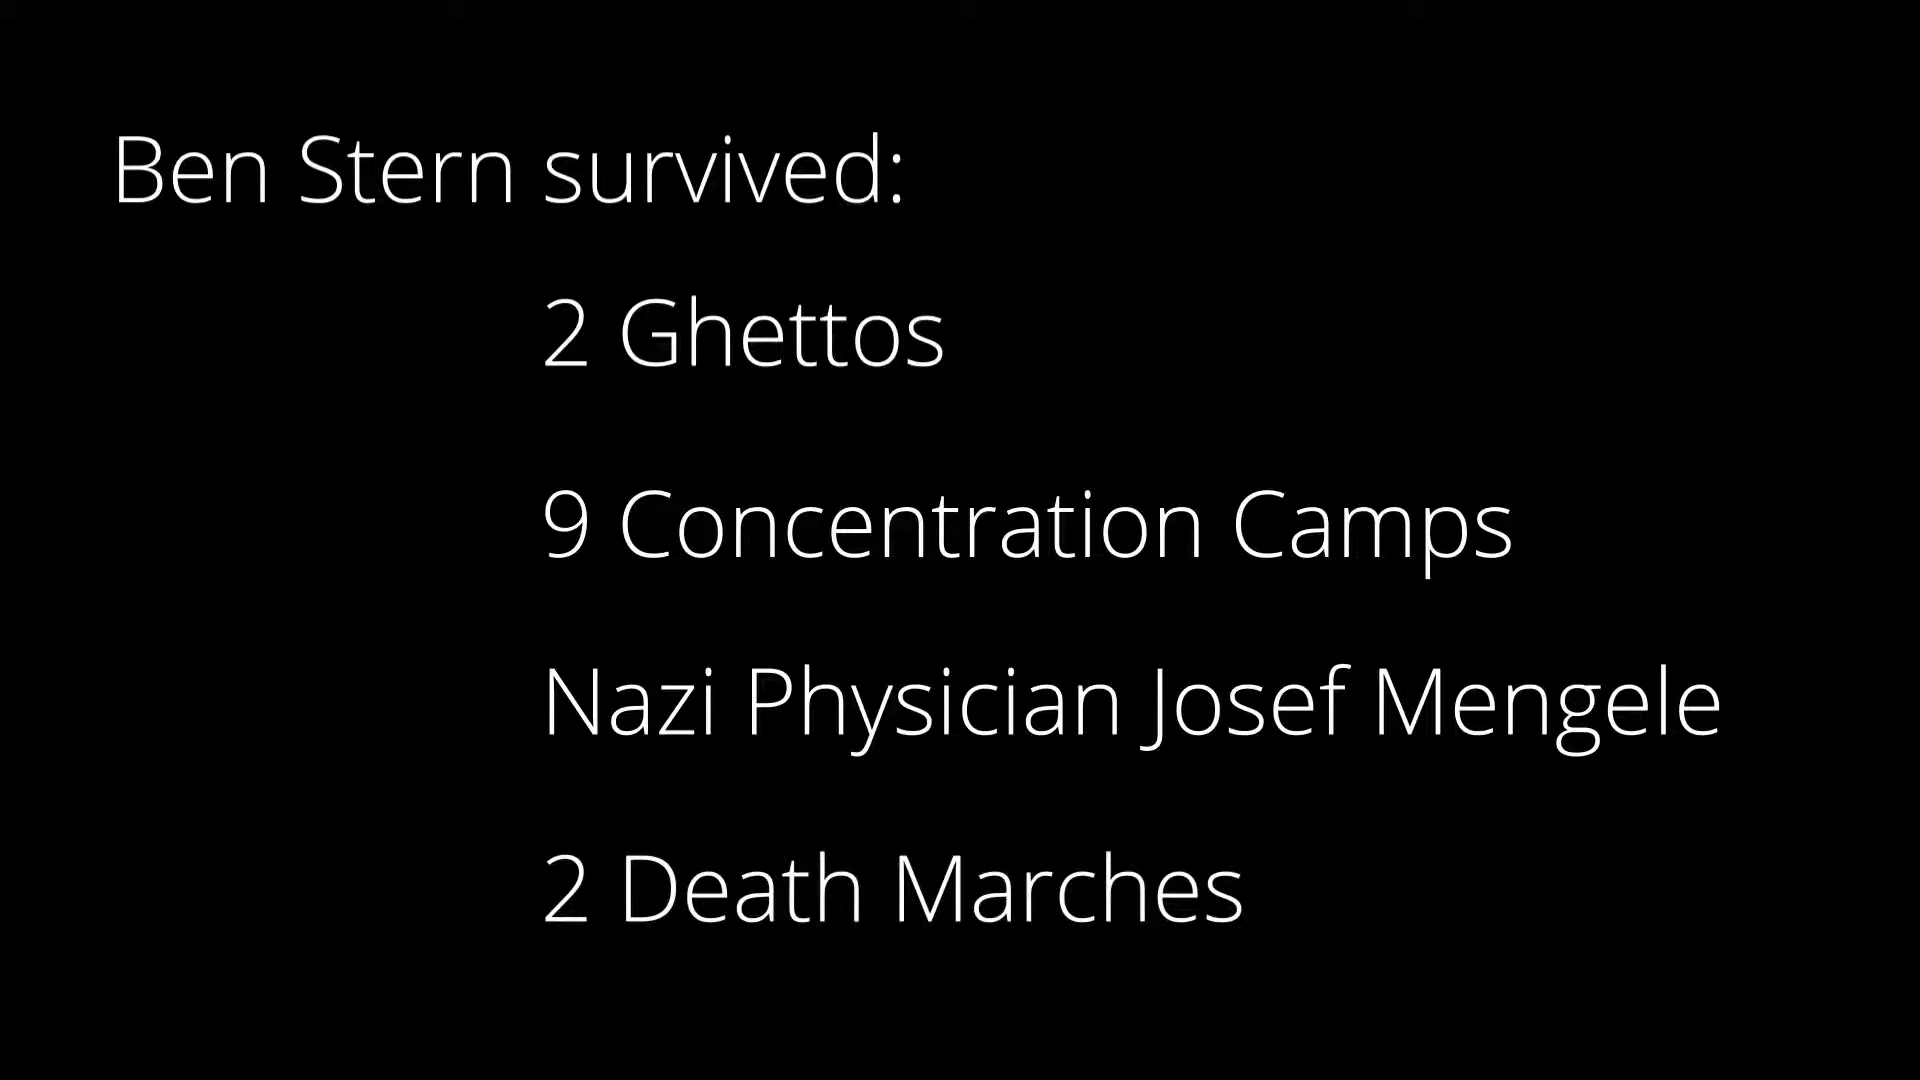 Ben Stern survived:
2 Ghettos
9 Concentration Camps
Nazi Physician Josef Mengele
2 Death Marches